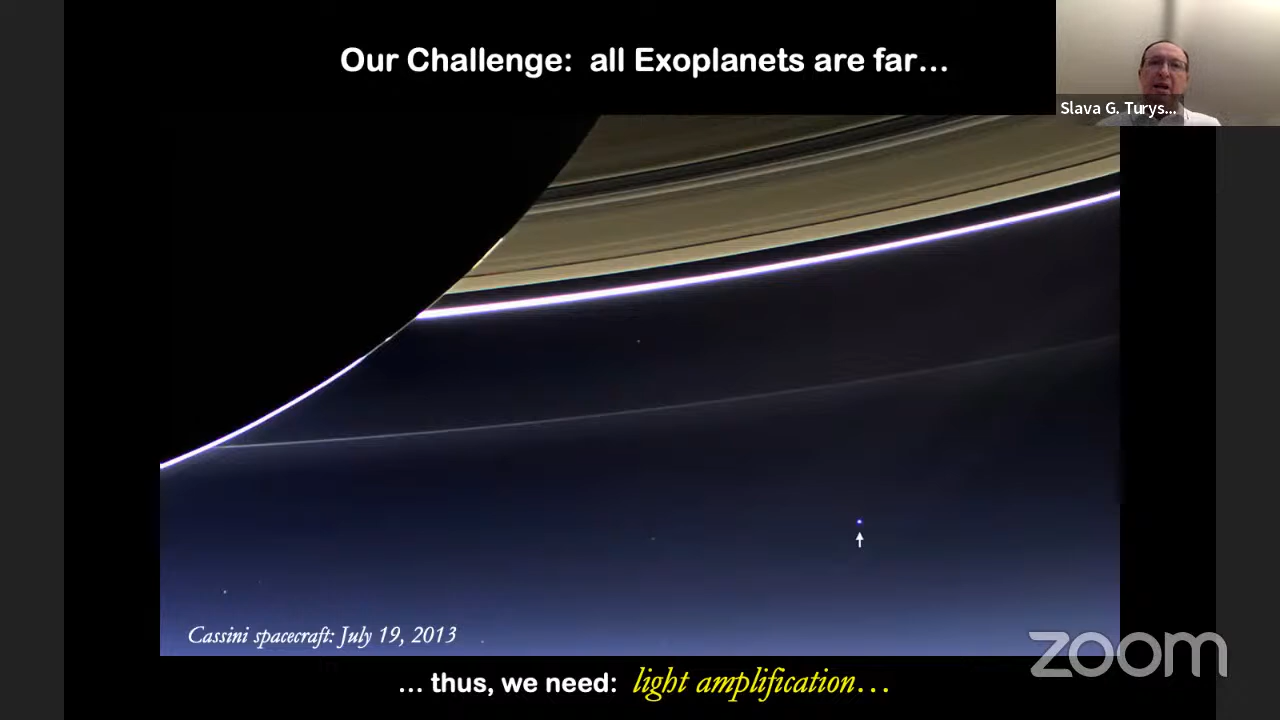 Our Challenge:  all Exoplanets are far...
Slava G. Turys...
Cassini spacecraft: July 19, 2013
zoom
... thus, we need:  light amplification...